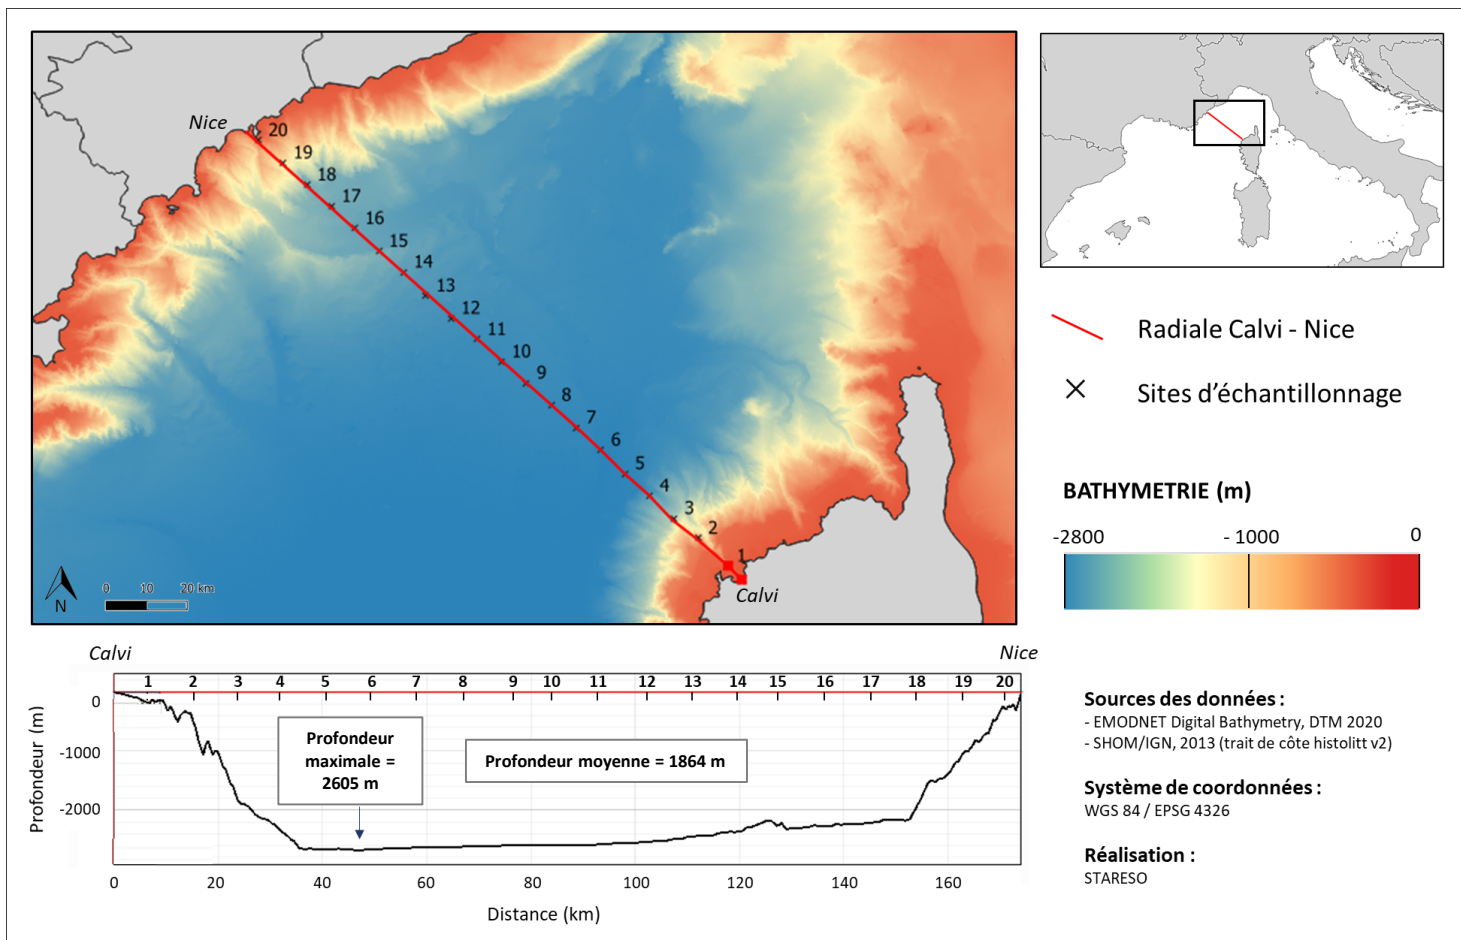 Nice
20
19
18
17
16
15
14
13
12
11
10
9
8
7
6
5
4
3
2
1
Calvi
N
0 10 20 km
Radiale Calvi - Nice
Sites d'échantillonnage
BATHYMETRIE (m)
-2800 - 1000 0
Calvi Nice
1 2 3 4 5 6 7 8 9 10 11 12 13 14 15 16 17 18 19 20
Profondeur (m)
0
-1000
-2000
Profondeur
maximale =
2605 m
Profondeur moyenne = 1864 m
0 20 40 60 80 100 120 140 160
Distance (km)
Sources des données :
- EMODNET Digital Bathymetry, DTM 2020
- SHOM/IGN, 2013 (trait de côte histolitt v2)
Système de coordonnées :
WGS 84 / EPSG 4326
Réalisation :
STARESO